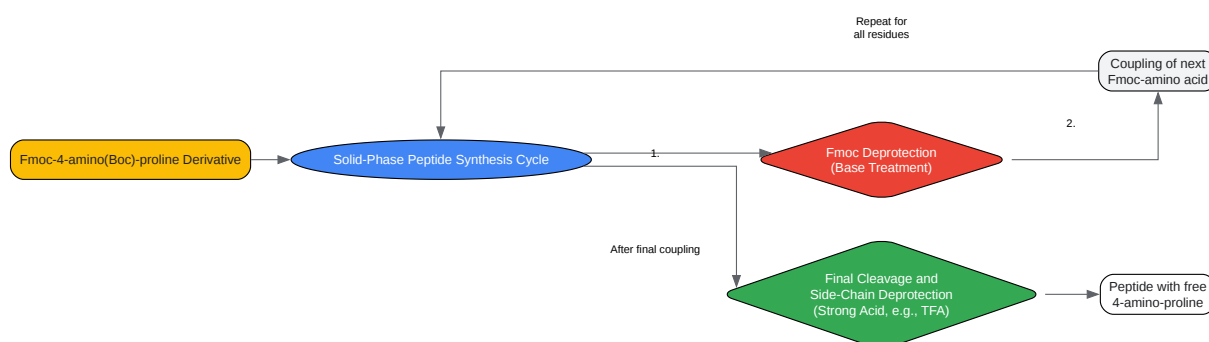 Repeat for
all residues
Coupling of next
Fmoc-amino acid
2.
Fmoc-4-amino(Boc)-proline Derivative
Solid-Phase Peptide Synthesis Cycle
1.
Fmoc Deprotection
(Base Treatment)
After final coupling
Final Cleavage and
Side-Chain Deprotection
(Strong Acid, e.g., TFA)
Peptide with free
4-amino-proline